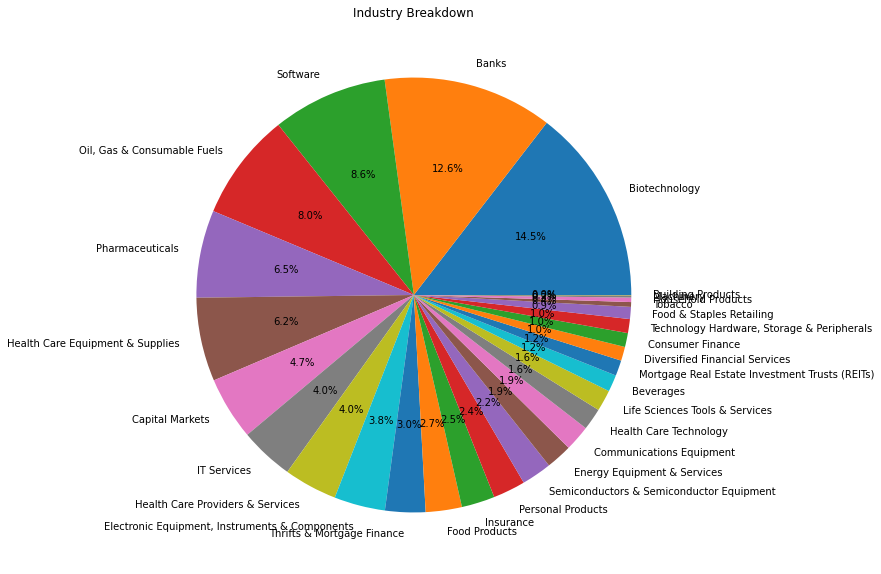 Industry Breakdown
Banks
Software
Biotechnology
Oil, Gas & Consumable Fuels
Pharmaceuticals
Health Care Equipment & Supplies
Capital Markets
IT Services
Health Care Providers & Services
Electronic Equipment, Instruments & Components
Thrifts & Mortgage Finance
Food Products
Insurance
Personal Products
Semiconductors & Semiconductor Equipment
Energy Equipment & Services
Communications Equipment
Health Care Technology
Life Sciences Tools & Services
Beverages
Mortgage Real Estate Investment Trusts (REITs)
Diversified Financial Services
Consumer Finance
Technology Hardware, Storage & Peripherals
Food & Staples Retailing
Tobacco
Household Products
Building Products
14.5%
12.6%
8.6%
8.0%
6.5%
6.2%
4.7%
4.0%
4.0%
3.8%
3.0%
2.7%
2.5%
2.4%
2.2%
1.9%
1.9%
1.6%
1.6%
1.2%
1.2%
1.0%
1.0%
1.0%
0.9%